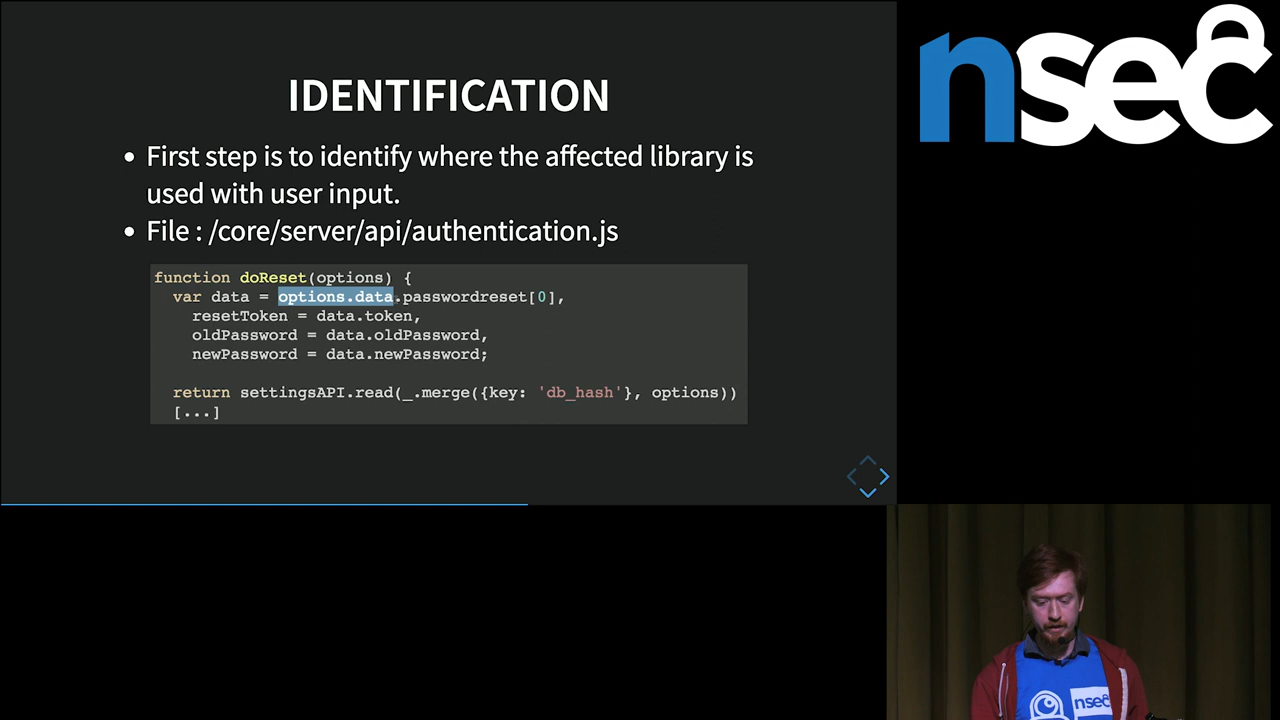 IDENTIFICATION
• First step is to identify where the affected library is
used with user input.
• File : /core/server/api/authentication.js
function doReset(options) {
  var data = options.data.passwordreset[0],
    resetToken = data.token,
    oldPassword = data.oldPassword,
    newPassword = data.newPassword;
  return settingsAPI.read(_.merge({key: 'db_hash'}, options))
  [...]
nsec
nsec